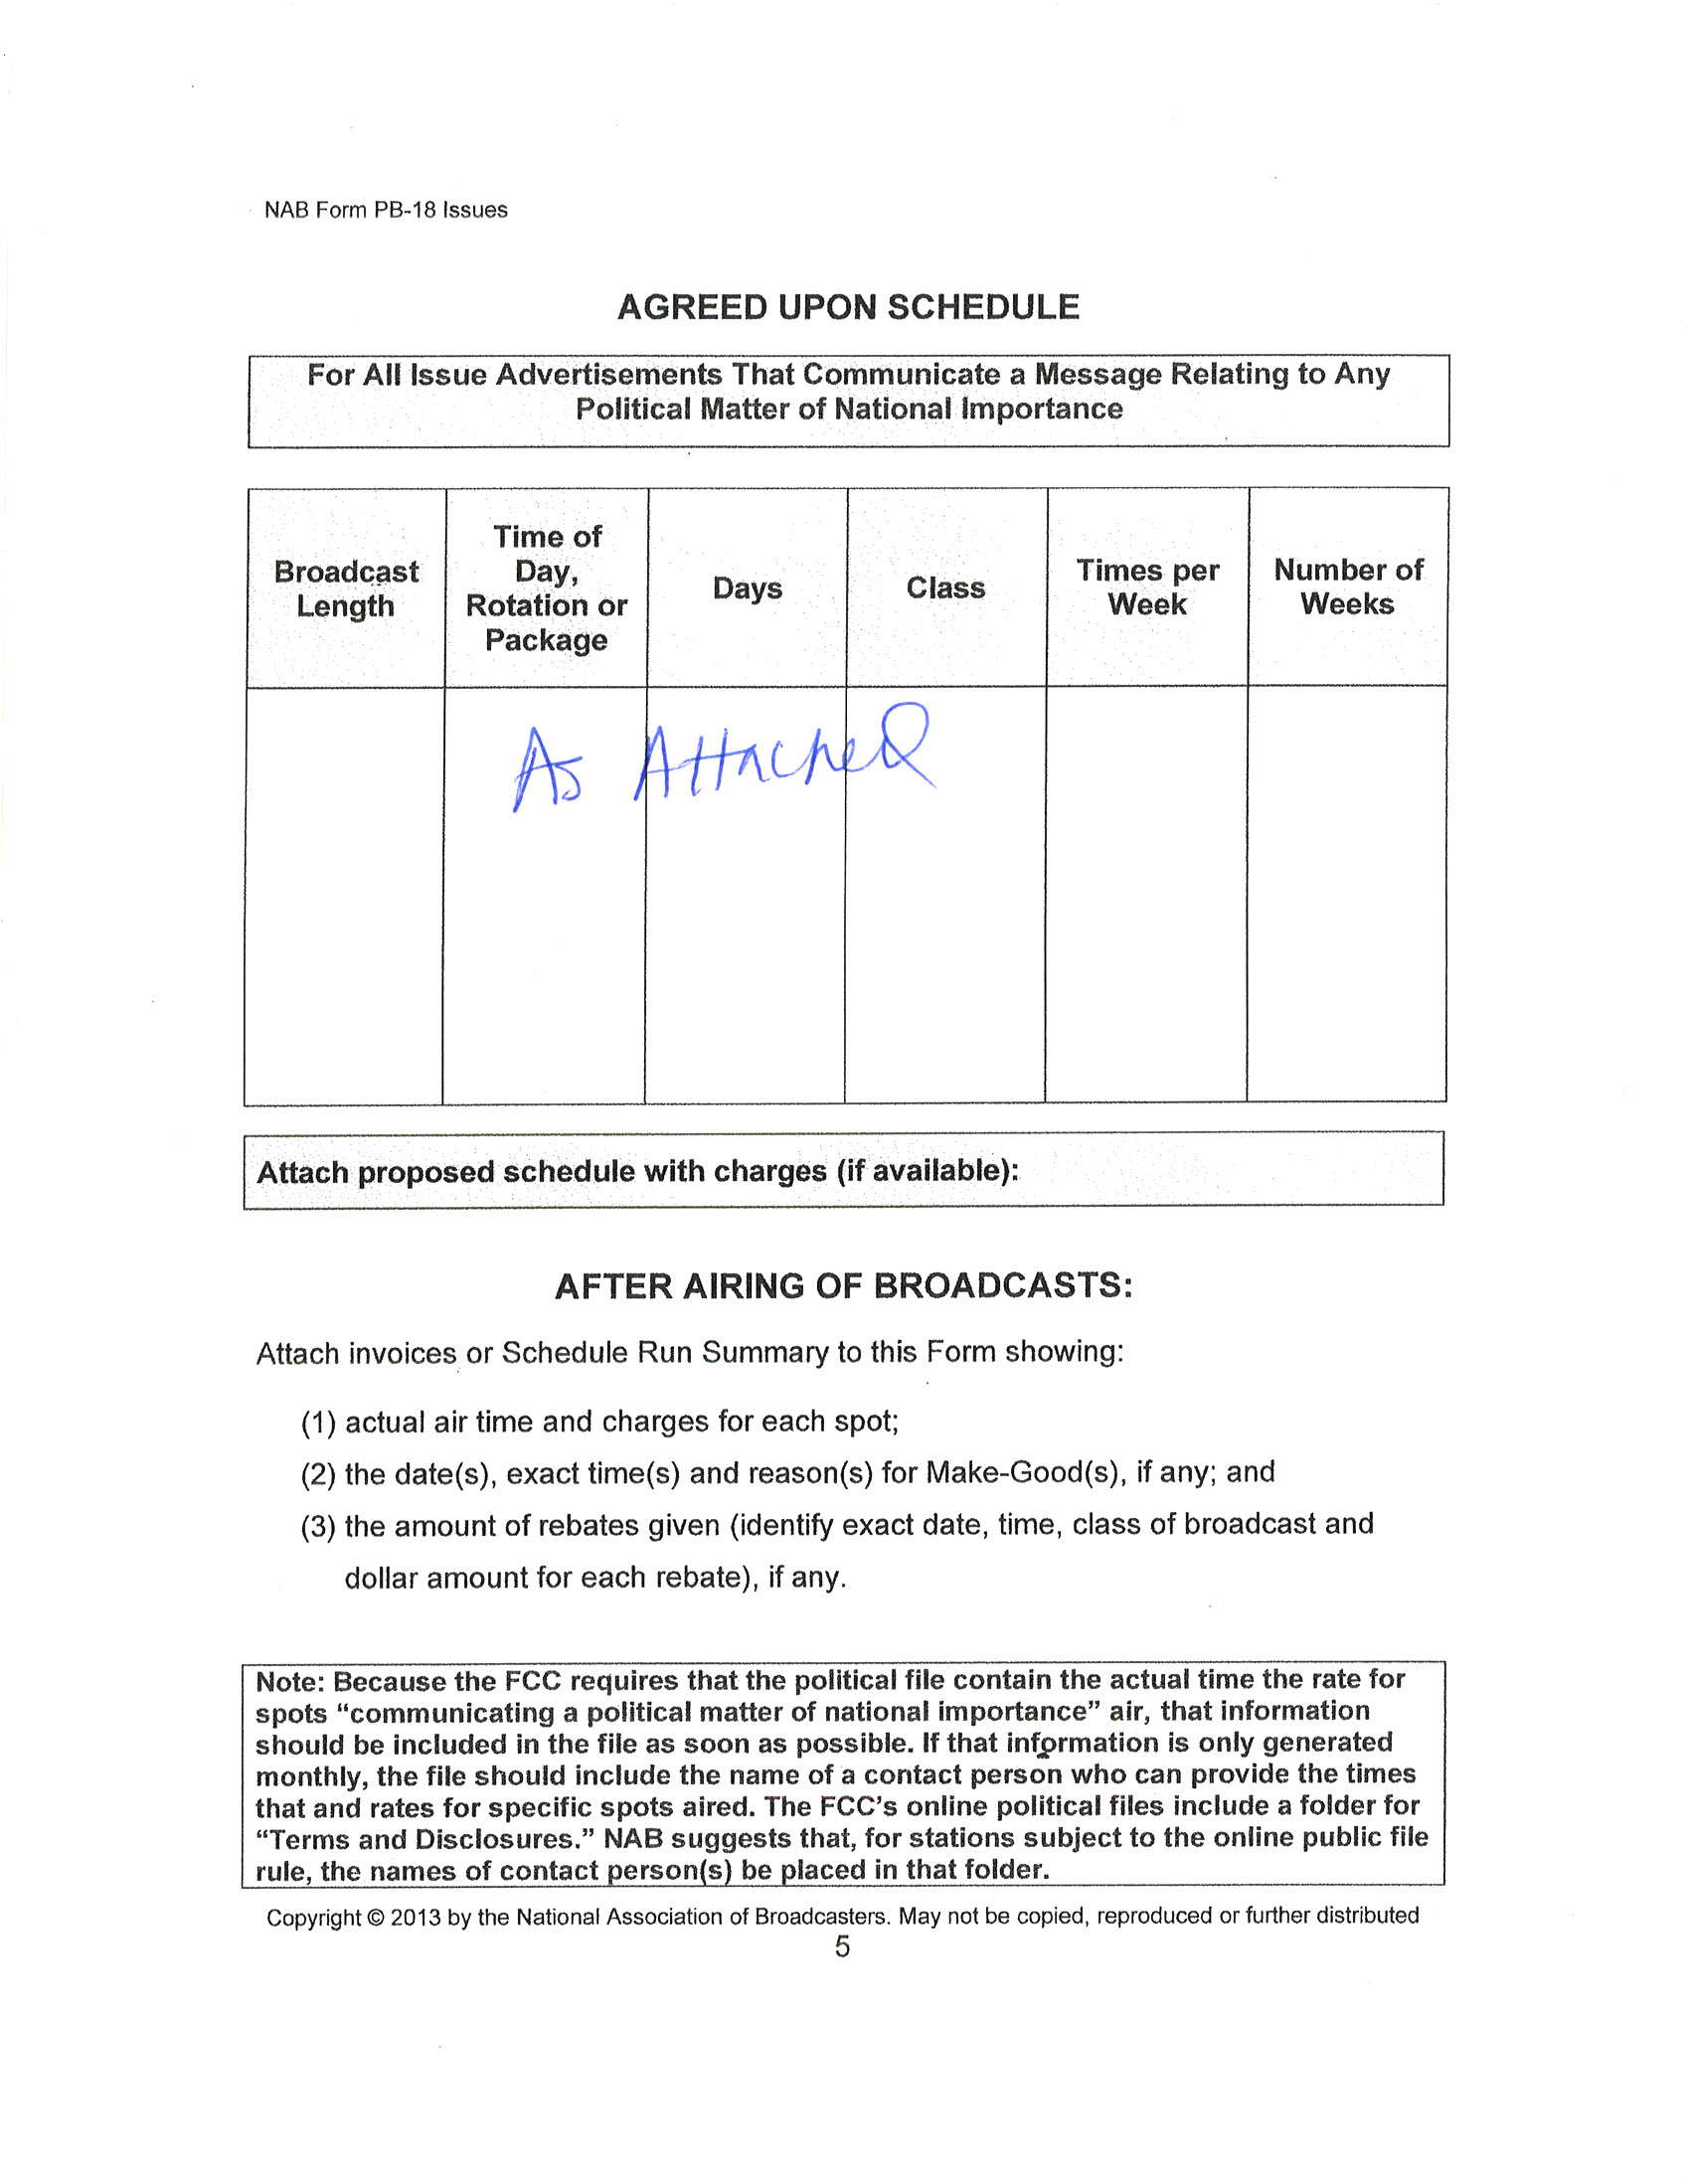 NAB Form PB-18 Issues
AGREED UPON SCHEDULE
For All Issue Advertisements That Communicate a Message Relating to Any
Political Matter of National Importance
Broadcast
Length
Time of
Day,
Rotation or
Package
Days
Class
Times per
Week
Number of
Weeks
As Attached
Attach proposed schedule with charges (if available):
AFTER AIRING OF BROADCASTS:
Attach invoices or Schedule Run Summary to this Form showing:
(1) actual air time and charges for each spot;
(2) the date(s), exact time(s) and reason(s) for Make-Good(s), if any; and
(3) the amount of rebates given (identify exact date, time, class of broadcast and
dollar amount for each rebate), if any.
Note: Because the FCC requires that the political file contain the actual time the rate for
spots “communicating a political matter of national importance” air, that information
should be included in the file as soon as possible. If that information is only generated
monthly, the file should include the name of a contact person who can provide the times
that and rates for specific spots aired. The FCC’s online political files include a folder for
“Terms and Disclosures.” NAB suggests that, for stations subject to the online public file
rule, the names of contact person(s) be placed in that folder.
Copyright © 2013 by the National Association of Broadcasters. May not be copied, reproduced or further distributed
5